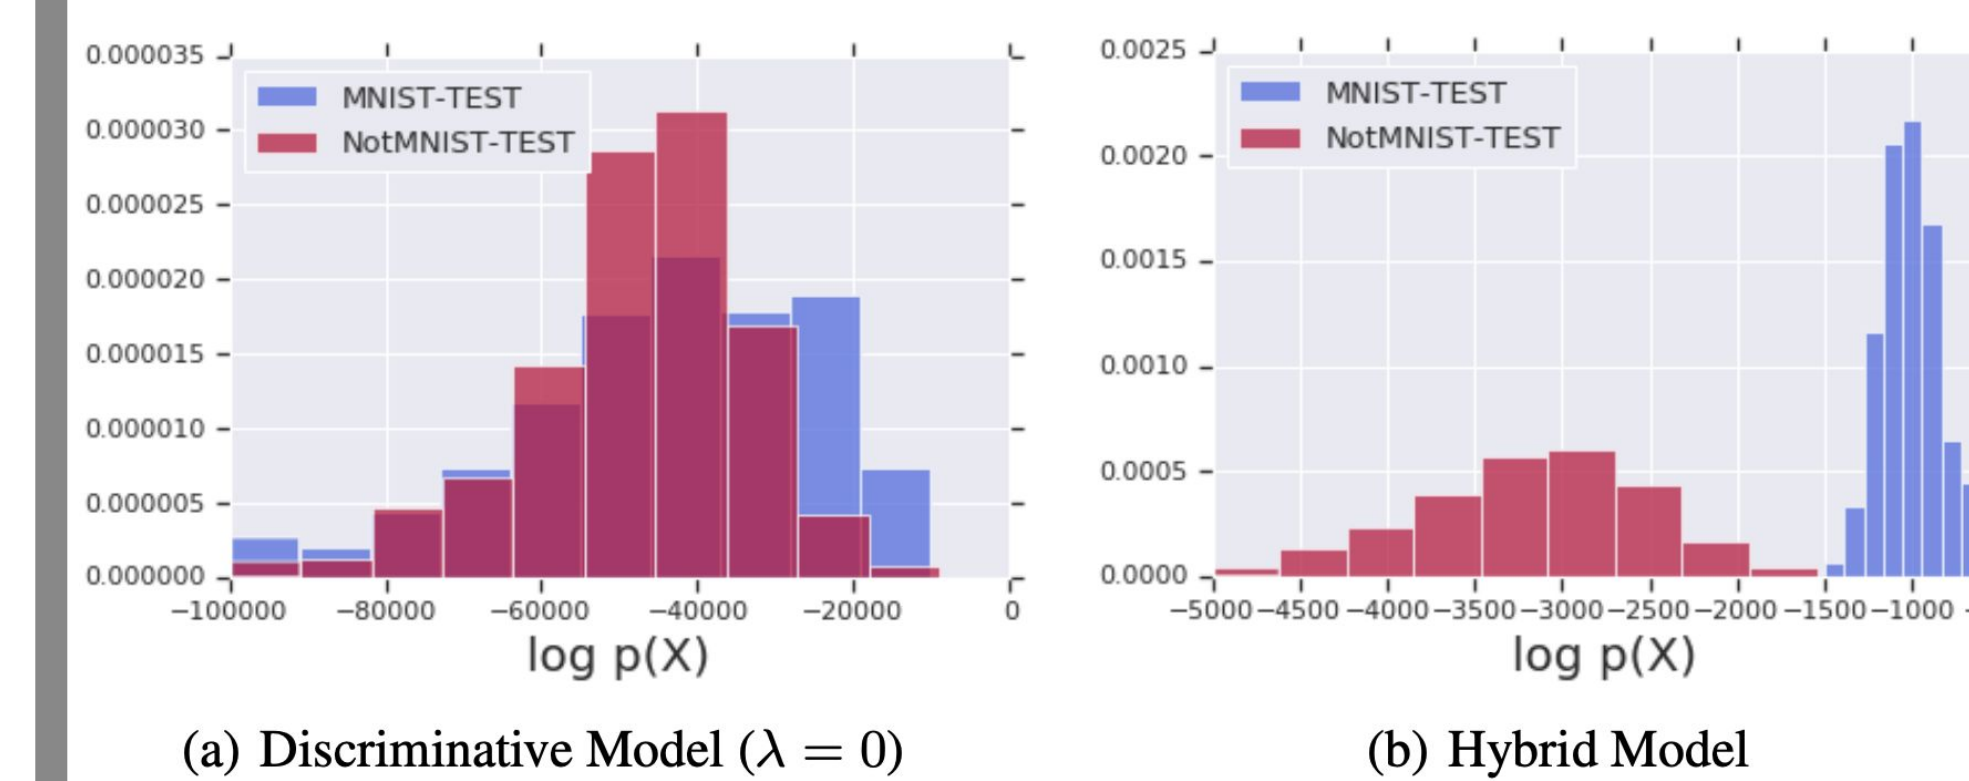 0.000035
0.000030
0.000025
0.000020
0.000015
0.000010
0.000005
0.000000
MNIST-TEST
NotMNIST-TEST
−100000 −80000 −60000 −40000 −20000 0
log p(X)
(a) Discriminative Model (λ = 0)
0.0025
0.0020
0.0015
0.0010
0.0005
0.0000
MNIST-TEST
NotMNIST-TEST
−5000 −4500 −4000 −3500 −3000 −2500 −2000 −1500 −1000
log p(X)
(b) Hybrid Model